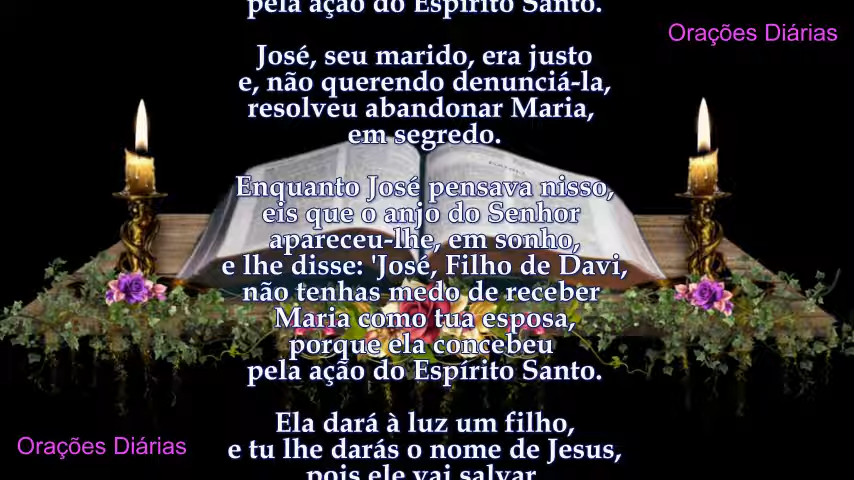 pela ação do Espírito Santo.
Orações Diárias
José, seu marido, era justo
e, não querendo denunciá-la,
resolveu abandonar Maria,
em segredo.
Enquanto José pensava nisso,
eis que o anjo do Senhor
apareceu-lhe, em sonho,
e lhe disse: 'José, Filho de Davi,
não tenhas medo de receber
Maria como tua esposa,
porque ela concebeu
pela ação do Espírito Santo.
Ela dará à luz um filho,
Orações Diárias
e tu lhe darás o nome de Jesus,
pois ele vai salvar